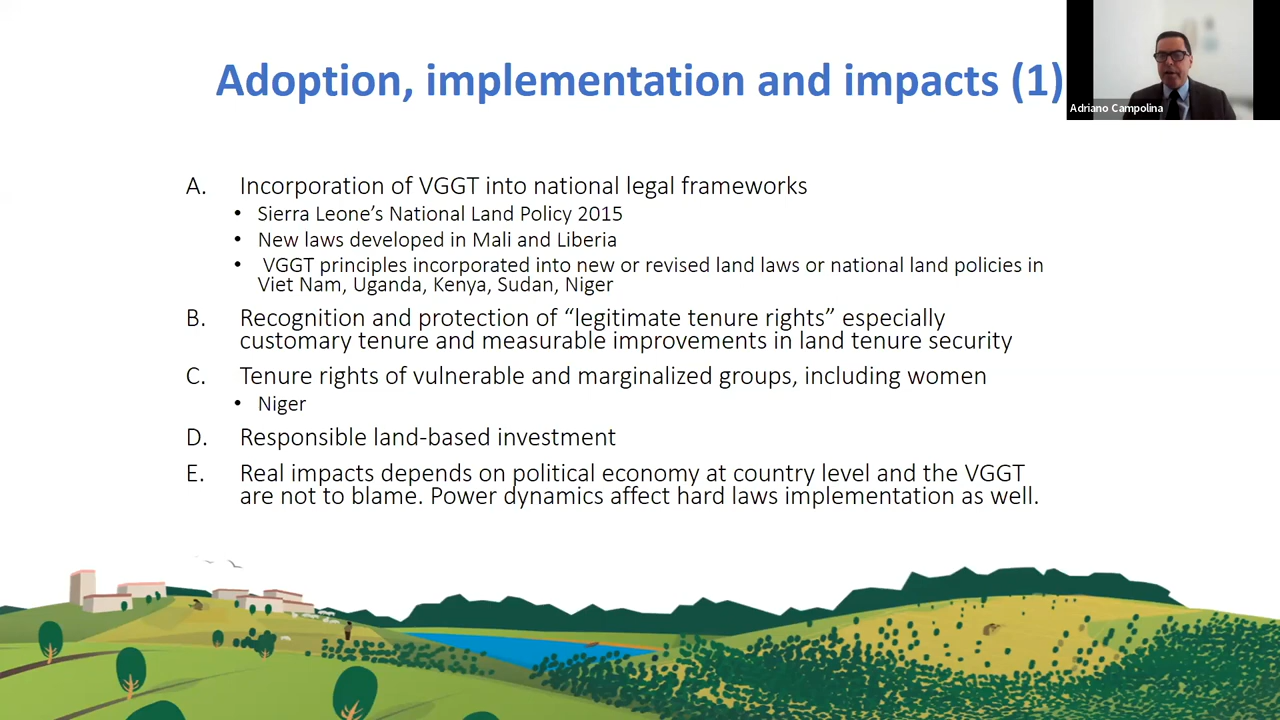 Adoption, implementation and impacts (1)
Adriano Campolina
A. Incorporation of VGGT into national legal frameworks
• Sierra Leone’s National Land Policy 2015
• New laws developed in Mali and Liberia
• VGGT principles incorporated into new or revised land laws or national land policies in
Viet Nam, Uganda, Kenya, Sudan, Niger
B. Recognition and protection of “legitimate tenure rights” especially
customary tenure and measurable improvements in land tenure security
C. Tenure rights of vulnerable and marginalized groups, including women
• Niger
D. Responsible land-based investment
E. Real impacts depends on political economy at country level and the VGGT
are not to blame. Power dynamics affect hard laws implementation as well.